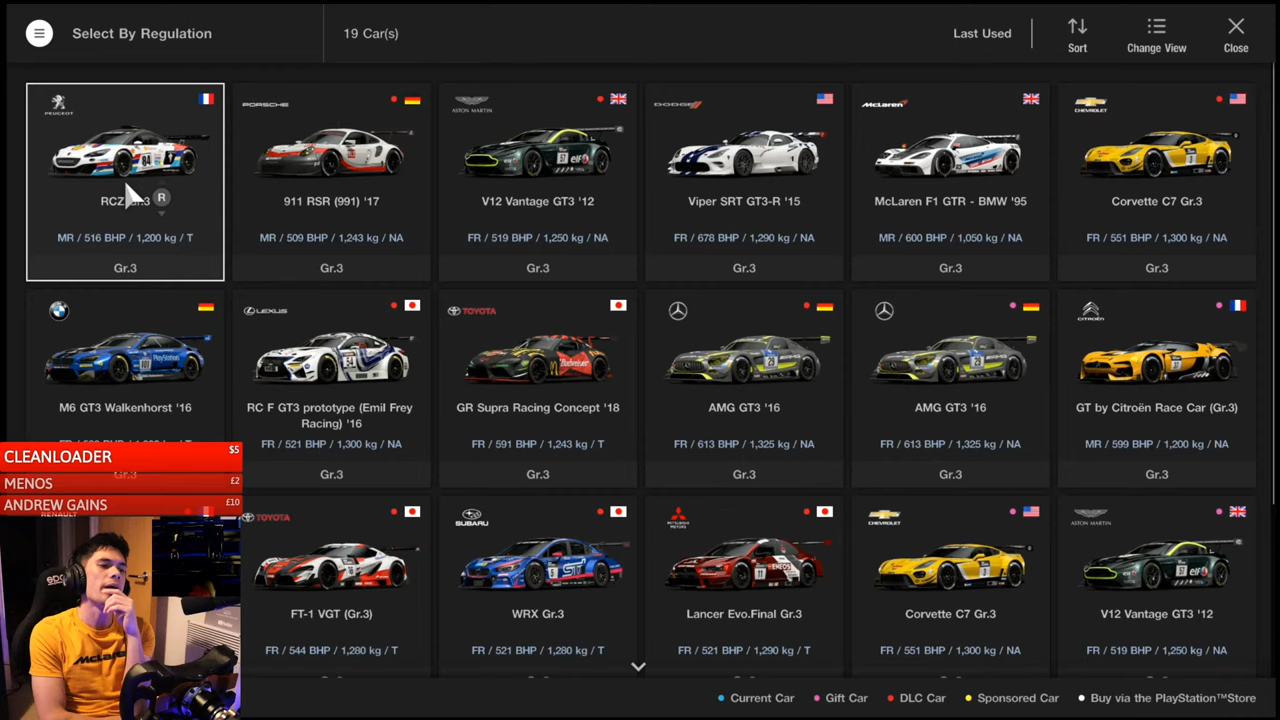 Select By Regulation
19 Car(s)
Last Used
Sort
Change View
Close
PEUGEOT
PORSCHE
ASTON MARTIN
DODGE
McLaren
CHEVROLET
R
RCZ Gr.3
911 RSR (991) '17
V12 Vantage GT3 '12
Viper SRT GT3-R '15
McLaren F1 GTR - BMW '95
Corvette C7 Gr.3
MR / 516 BHP / 1,200 kg / T
MR / 509 BHP / 1,243 kg / NA
FR / 519 BHP / 1,250 kg / NA
FR / 678 BHP / 1,290 kg / NA
MR / 600 BHP / 1,050 kg / NA
FR / 551 BHP / 1,300 kg / NA
Gr.3
Gr.3
Gr.3
Gr.3
Gr.3
Gr.3
LEXUS
TOYOTA
CITROËN
M6 GT3 Walkenhorst '16
RC F GT3 prototype (Emil Frey
Racing) '16
GR Supra Racing Concept '18
AMG GT3 '16
AMG GT3 '16
GT by Citroën Race Car (Gr.3)
FR / 521 BHP / 1,300 kg / NA
FR / 591 BHP / 1,243 kg / T
FR / 613 BHP / 1,325 kg / NA
FR / 613 BHP / 1,325 kg / NA
MR / 599 BHP / 1,200 kg / NA
Gr.3
Gr.3
Gr.3
Gr.3
Gr.3
CLEANLOADER $5
MENOS £2
ANDREW GAINS £10
TOYOTA
SUBARU
MITSUBISHI
MOTORS
CHEVROLET
ASTON MARTIN
FT-1 VGT (Gr.3)
WRX Gr.3
Lancer Evo.Final Gr.3
Corvette C7 Gr.3
V12 Vantage GT3 '12
FR / 544 BHP / 1,280 kg / T
FR / 521 BHP / 1,280 kg / T
FR / 521 BHP / 1,290 kg / T
FR / 551 BHP / 1,300 kg / NA
FR / 519 BHP / 1,250 kg / NA
Current Car
Gift Car
DLC Car
Sponsored Car
Buy via the PlayStation™Store